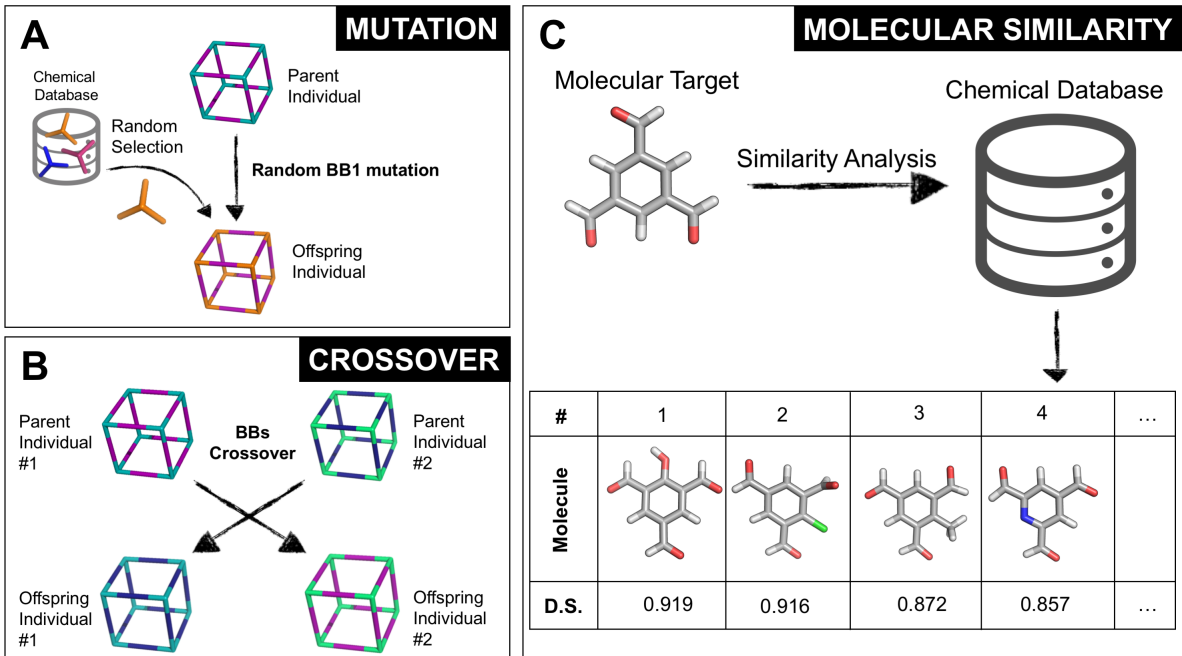 A
MUTATION
Chemical
Database
Random
Selection
Parent
Individual
Random BB1 mutation
Offspring
Individual
B
CROSSOVER
Parent
Individual
#1
BBs
Crossover
Parent
Individual
#2
Offspring
Individual
#1
Offspring
Individual
#2
C
MOLECULAR SIMILARITY
Molecular Target
Similarity Analysis
Chemical Database
# 1 2 3 4 ...
Molecule
D.S. 0.919 0.916 0.872 0.857 ...